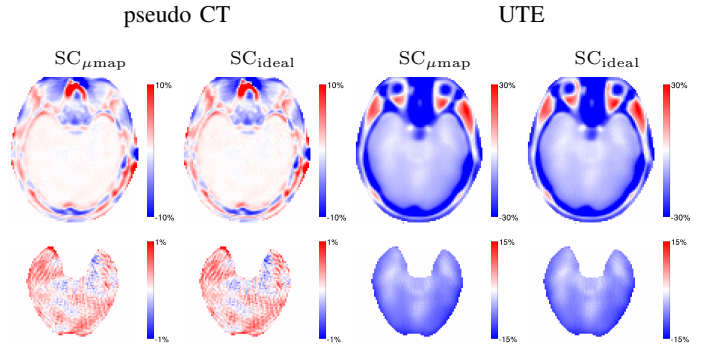 pseudo CT UTE
SCμmap SCideal SCμmap SCideal
10% 10% 30% 30%
-10% -10% -30% -30%
1% 1% 15% 15%
-1% -1% -15% -15%